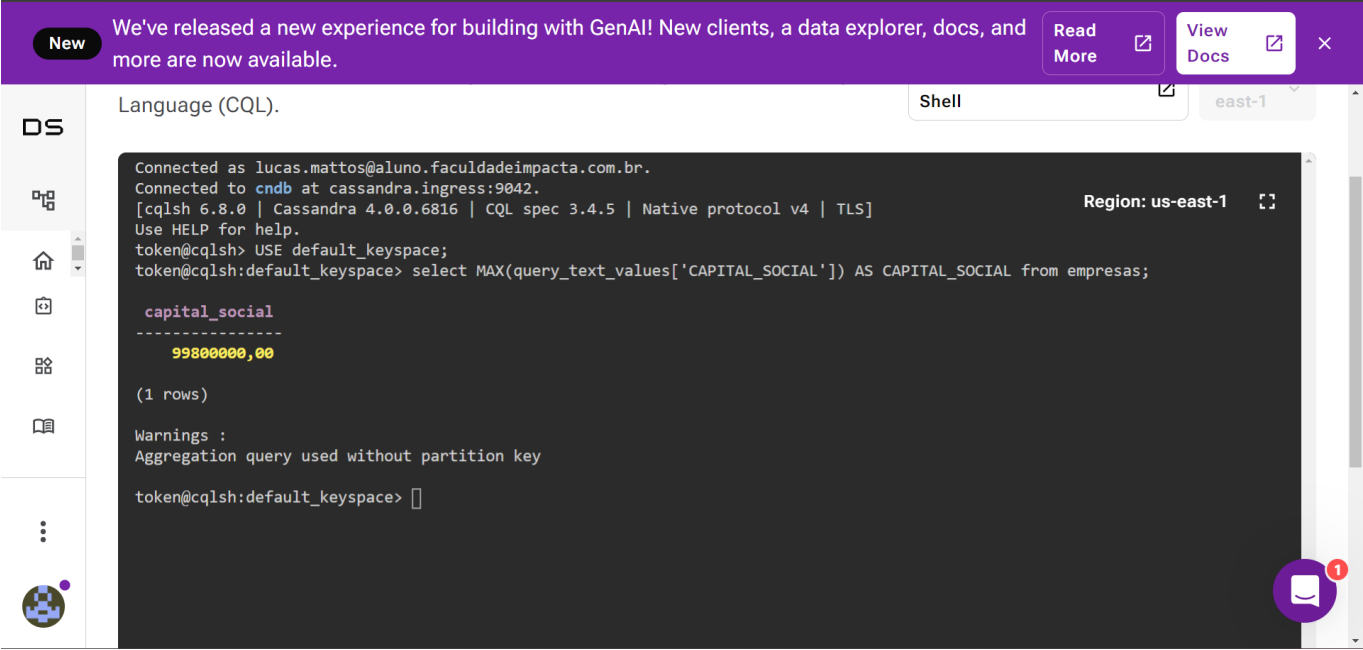 New
We've released a new experience for building with GenAI! New clients, a data explorer, docs, and
more are now available.
Read
More
View
Docs
DS
Language (CQL).
Shell
east-1
Connected as lucas.mattos@aluno.faculdadeimpacta.com.br.
Connected to cndb at cassandra.ingress:9042.
[cqlsh 6.8.0 | Cassandra 4.0.0.6816 | CQL spec 3.4.5 | Native protocol v4 | TLS]
Region: us-east-1
Use HELP for help.
token@cqlsh> USE default_keyspace;
token@cqlsh:default_keyspace> select MAX(query_text_values['CAPITAL_SOCIAL']) AS CAPITAL_SOCIAL from empresas;
capital_social
----------------
99800000,00
(1 rows)
Warnings :
Aggregation query used without partition key
token@cqlsh:default_keyspace>
1